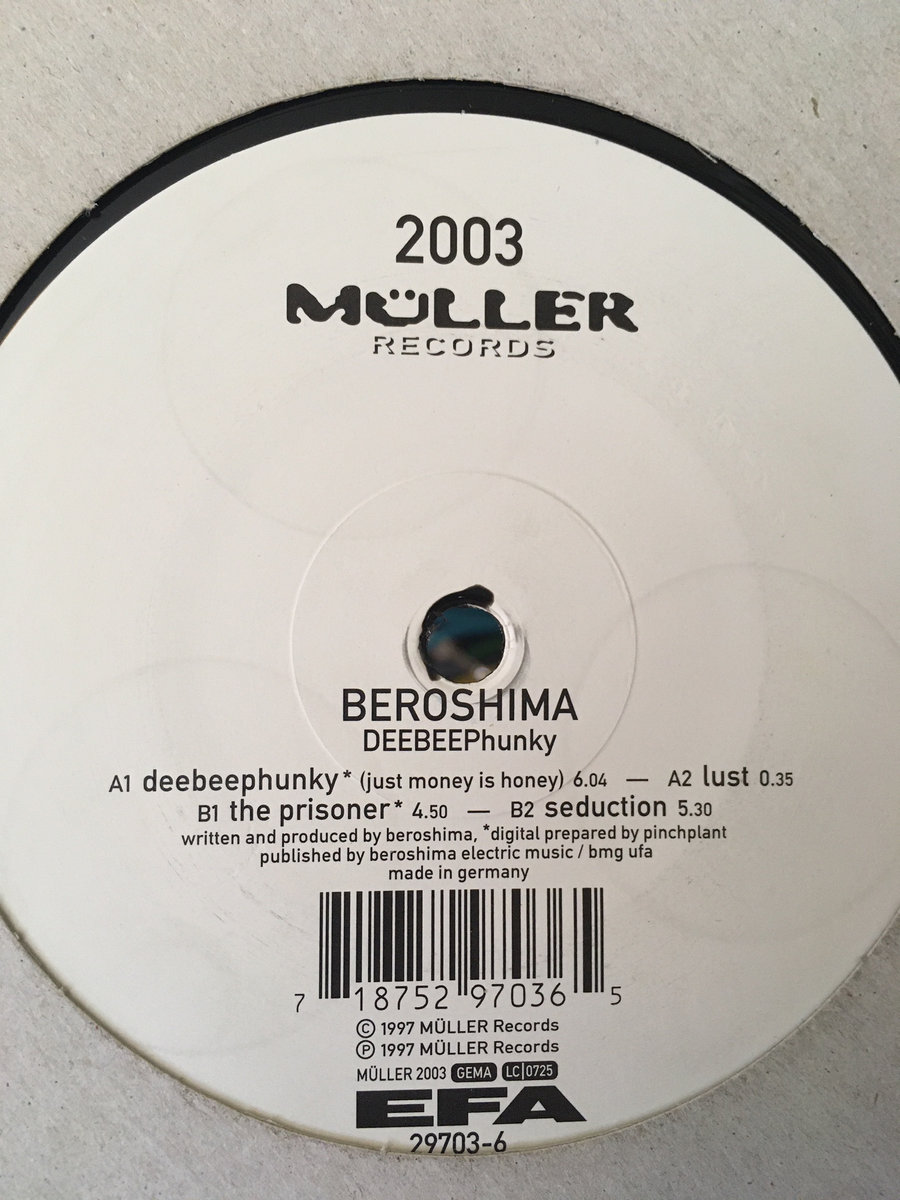 2003
MÜLLER
RECORDS
BEROSHIMA
DEEBEEPhunky
A1 deebeephunky* (just money is honey) 6.04 — A2 lust 0.35
B1 the prisoner* 4.50 — B2 seduction 5.30
written and produced by beroshima, *digital prepared by pinchplant
published by beroshima electric music / bmg ufa
made in germany
7 18752 97036 5
© 1997 MÜLLER Records
℗ 1997 MÜLLER Records
MÜLLER 2003 GEMA LC|0725
EFA
29703-6